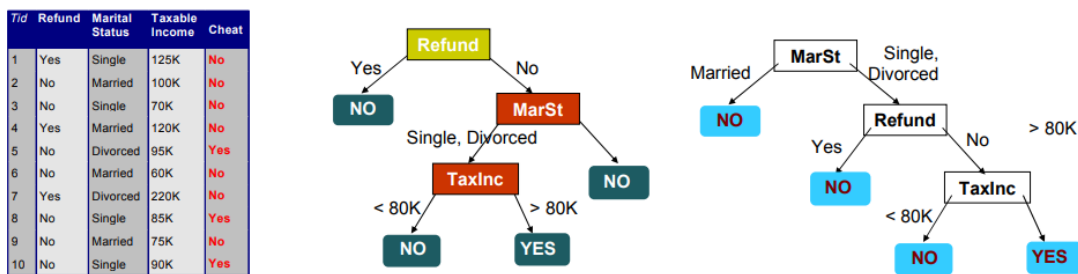 Tid Refund Marital Status Taxable Income Cheat
1 Yes Single 125K No
2 No Married 100K No
3 No Single 70K No
4 Yes Married 120K No
5 No Divorced 95K Yes
6 No Married 60K No
7 Yes Divorced 220K No
8 No Single 85K Yes
9 No Married 75K No
10 No Single 90K Yes
Refund
Yes No
NO MarSt
Single, Divorced
TaxInc NO
< 80K > 80K
NO YES
MarSt
Married Single,
Divorced
NO Refund
Yes No > 80K
NO TaxInc
< 80K
NO YES